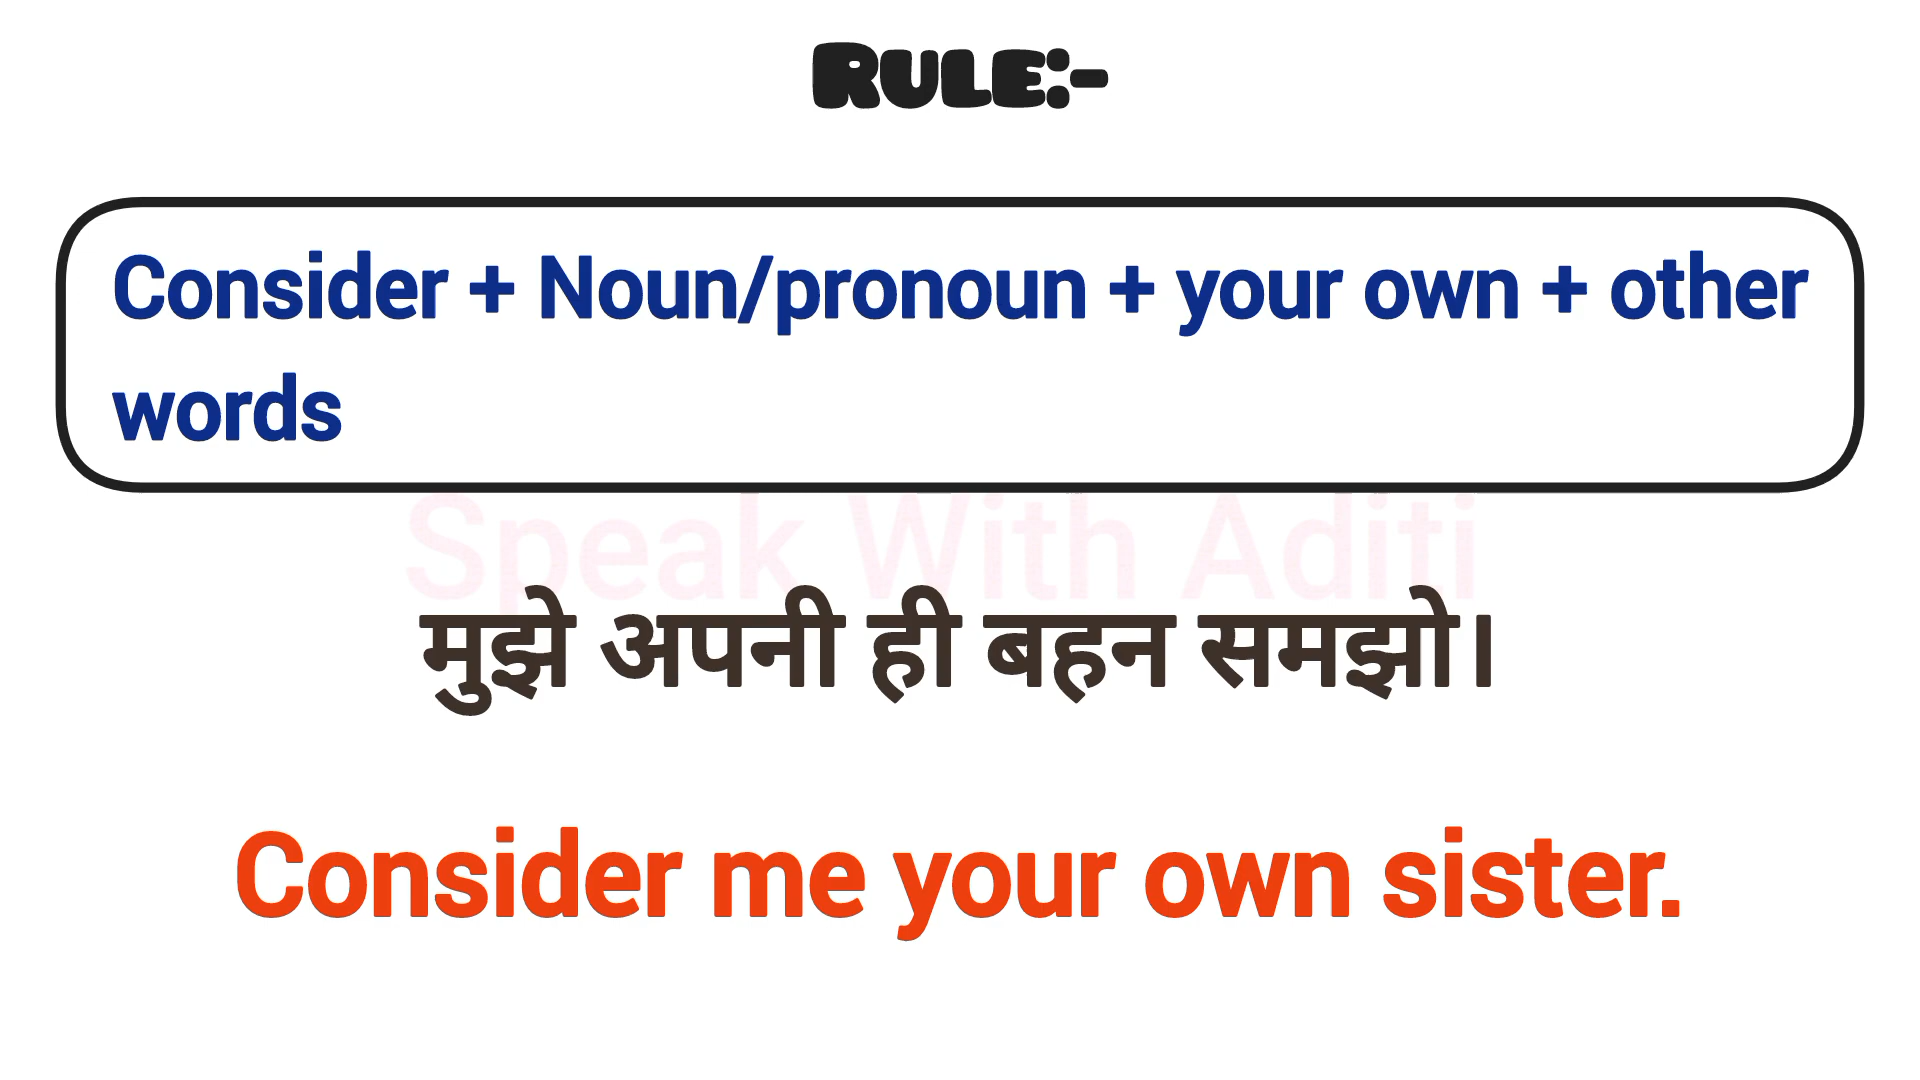 RULE:-
Consider + Noun/pronoun + your own + other
words
Speak With Aditi
मुझे अपनी ही बहन समझो।
Consider me your own sister.